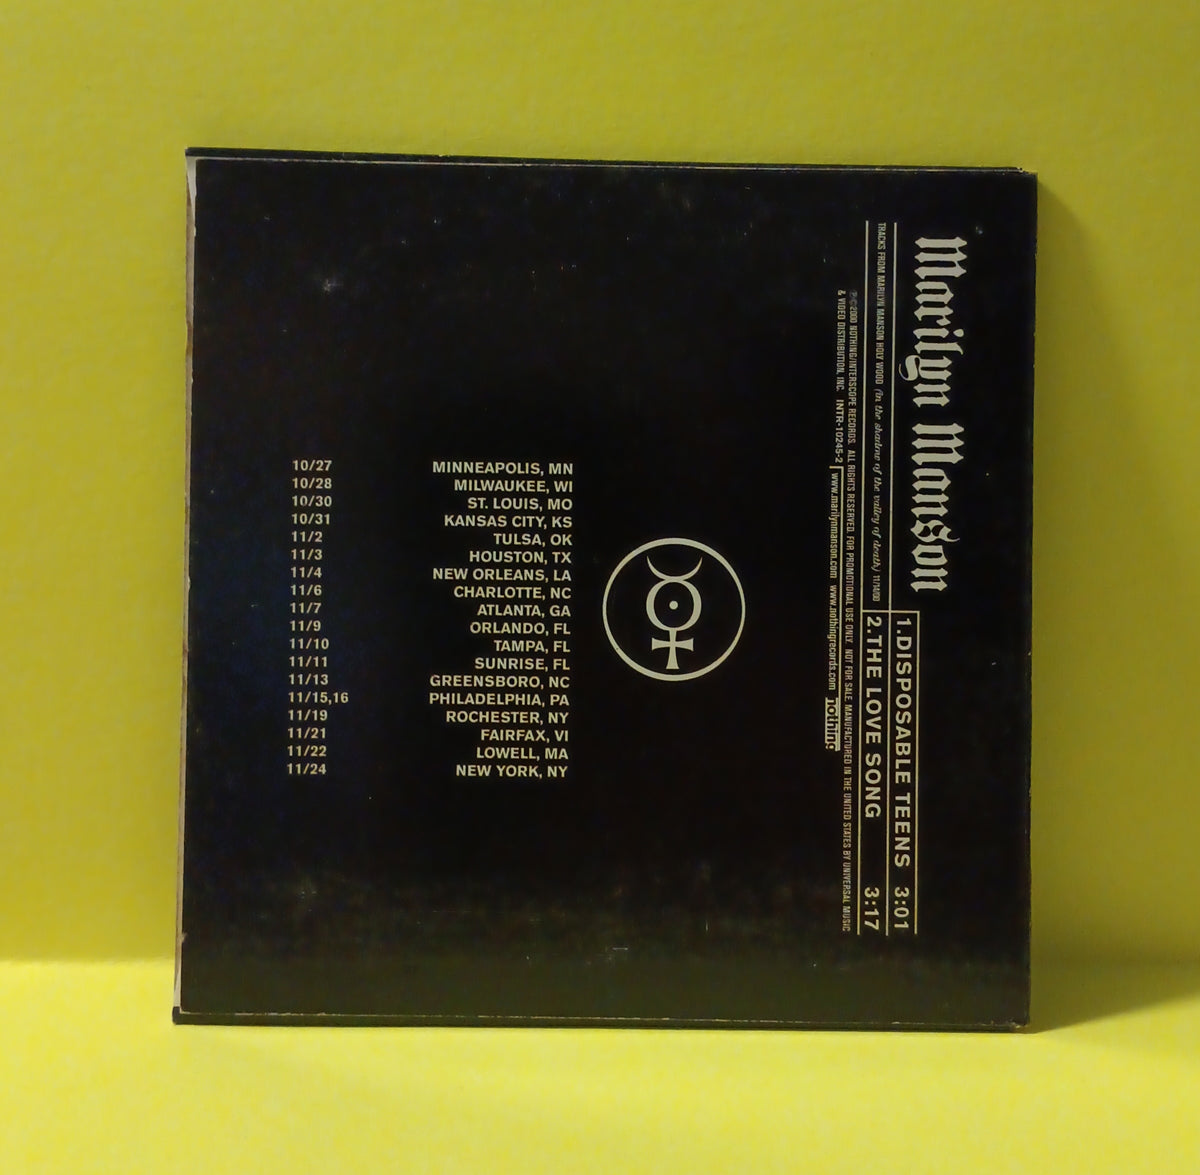 Marilyn Manson
1.DISPOSABLE TEENS 3:01
2.THE LOVE SONG 3:17
TRACKS FROM MARILYN MANSON HOLY WOOD (in the shadow of the valley of death) 11/14/00
℗©2000 NOTHING/INTERSCOPE RECORDS. ALL RIGHTS RESERVED. FOR PROMOTIONAL USE ONLY. NOT FOR SALE. MANUFACTURED IN THE UNITED STATES BY UNIVERSAL MUSIC
& VIDEO DISTRIBUTION, INC. INTR-10245-2 www.marilynmanson.com www.nothingrecords.com nothing
10/27 MINNEAPOLIS, MN
10/28 MILWAUKEE, WI
10/30 ST. LOUIS, MO
10/31 KANSAS CITY, KS
11/2 TULSA, OK
11/3 HOUSTON, TX
11/4 NEW ORLEANS, LA
11/6 CHARLOTTE, NC
11/7 ATLANTA, GA
11/9 ORLANDO, FL
11/10 TAMPA, FL
11/11 SUNRISE, FL
11/13 GREENSBORO, NC
11/15,16 PHILADELPHIA, PA
11/19 ROCHESTER, NY
11/21 FAIRFAX, VI
11/22 LOWELL, MA
11/24 NEW YORK, NY